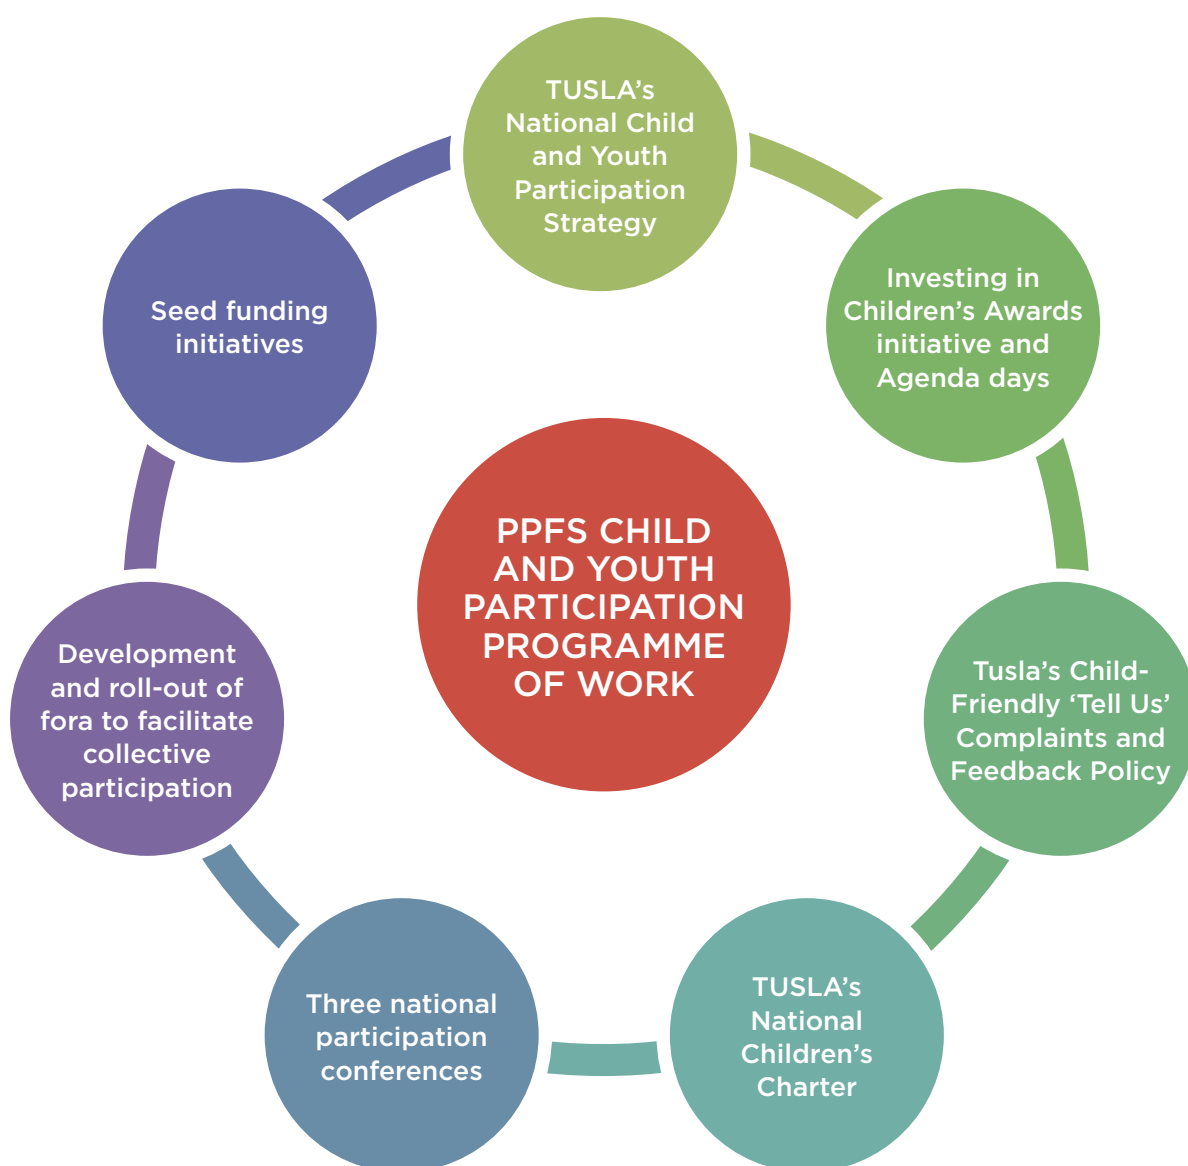 TUSLA’s
National Child
and Youth
Participation
Strategy
Investing in
Children’s Awards
initiative and
Agenda days
Tusla’s Child-
Friendly ‘Tell Us’
Complaints and
Feedback Policy
TUSLA’s
National
Children’s
Charter
Three national
participation
conferences
Development
and roll-out of
fora to facilitate
collective
participation
Seed funding
initiatives
PPFS CHILD
AND YOUTH
PARTICIPATION
PROGRAMME
OF WORK